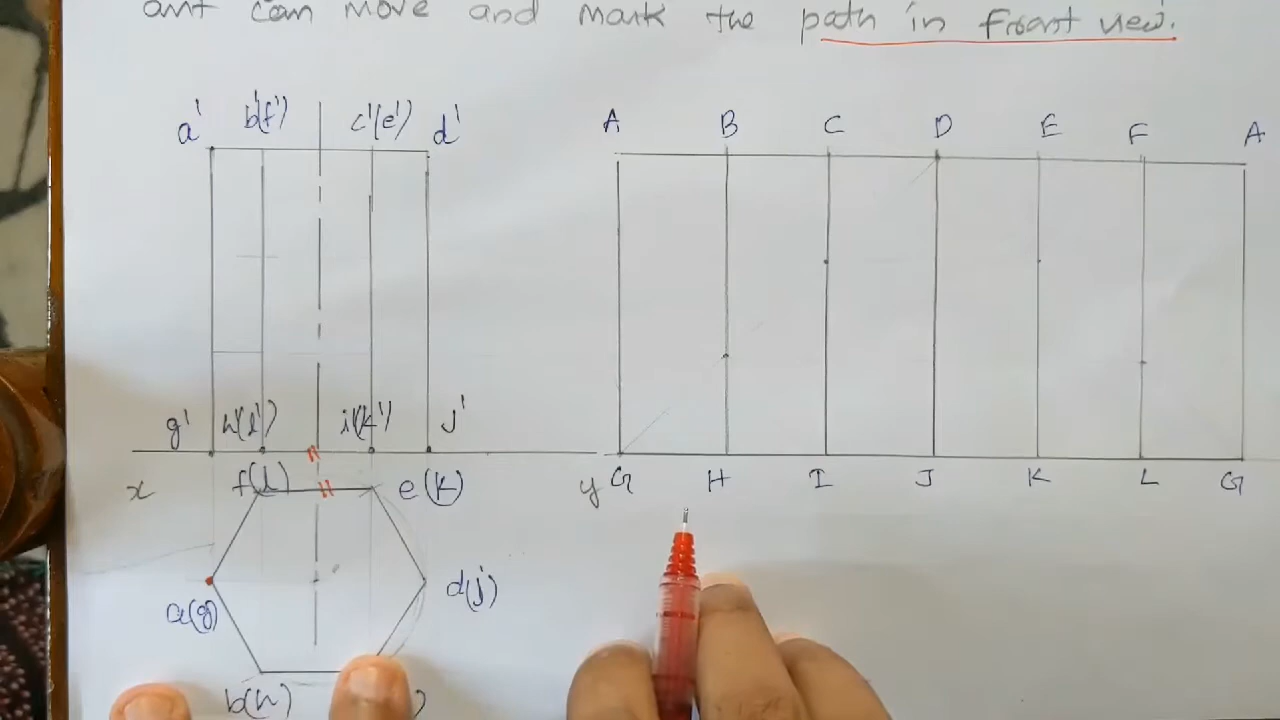 ant can move and mark the path in front view.
a' b'(f') c'(e') d' A B C D E F A
g' h'(l') i'(k') j'
x f(l) e(k) y G H I J K L G
a(g) d(j)
b(h)